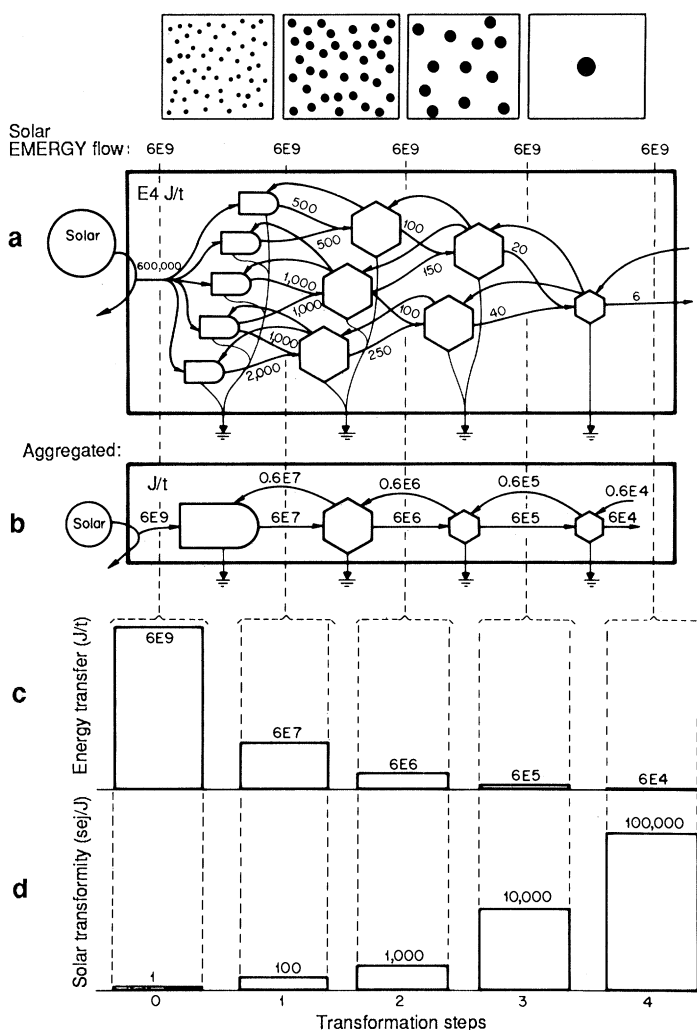 Solar
EMERGY flow: 6E9 6E9 6E9 6E9 6E9
a
E4 J/t
Solar
600,000
500
500
1,000
1,000
1,000
2,000
100
150
100
250
20
40
6
Aggregated:
b
J/t
Solar
6E9
0.6E7
0.6E6
0.6E5
0.6E4
6E7
6E6
6E5
6E4
c
Energy transfer (J/t)
6E9
6E7
6E6
6E5
6E4
d
Solar transformity (sej/J)
1
100
1,000
10,000
100,000
0 1 2 3 4
Transformation steps